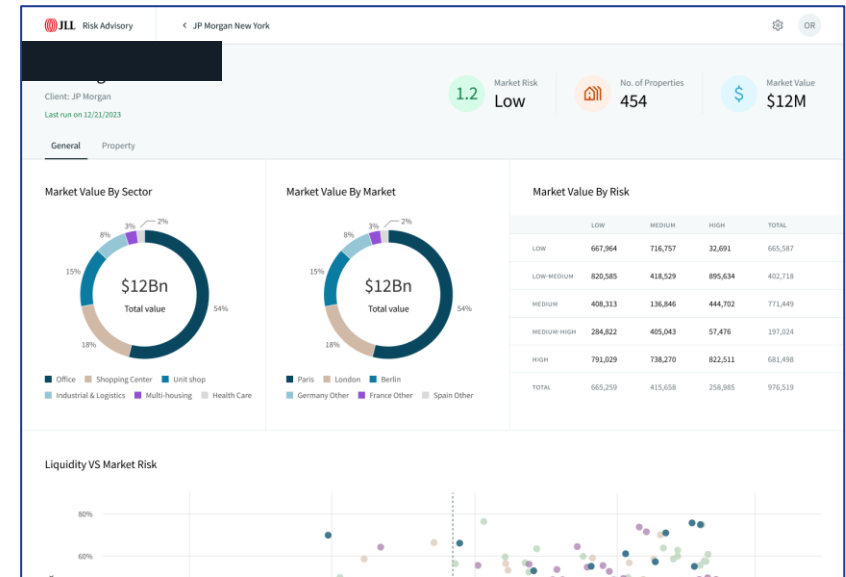 JLL Risk Advisory < JP Morgan New York OR
Client: JP Morgan
Last run on 12/21/2023
1.2 Market Risk Low
No. of Properties 454
$ Market Value $12M
General Property
Market Value By Sector
2%
3%
8%
15%
18%
54%
$12Bn
Total value
Office Shopping Center Unit shop
Industrial & Logistics Multi-housing Health Care
Market Value By Market
2%
3%
8%
15%
18%
54%
$12Bn
Total value
Paris London Berlin
Germany Other France Other Spain Other
Market Value By Risk
LOW MEDIUM HIGH TOTAL
LOW 667,964 716,757 32,691 665,587
LOW-MEDIUM 820,585 418,529 895,634 402,718
MEDIUM 408,313 136,846 444,702 771,449
MEDIUM-HIGH 284,822 405,043 57,476 197,024
HIGH 791,029 738,270 822,511 681,498
TOTAL 665,259 415,658 258,985 976,519
Liquidity VS Market Risk
80%
60%